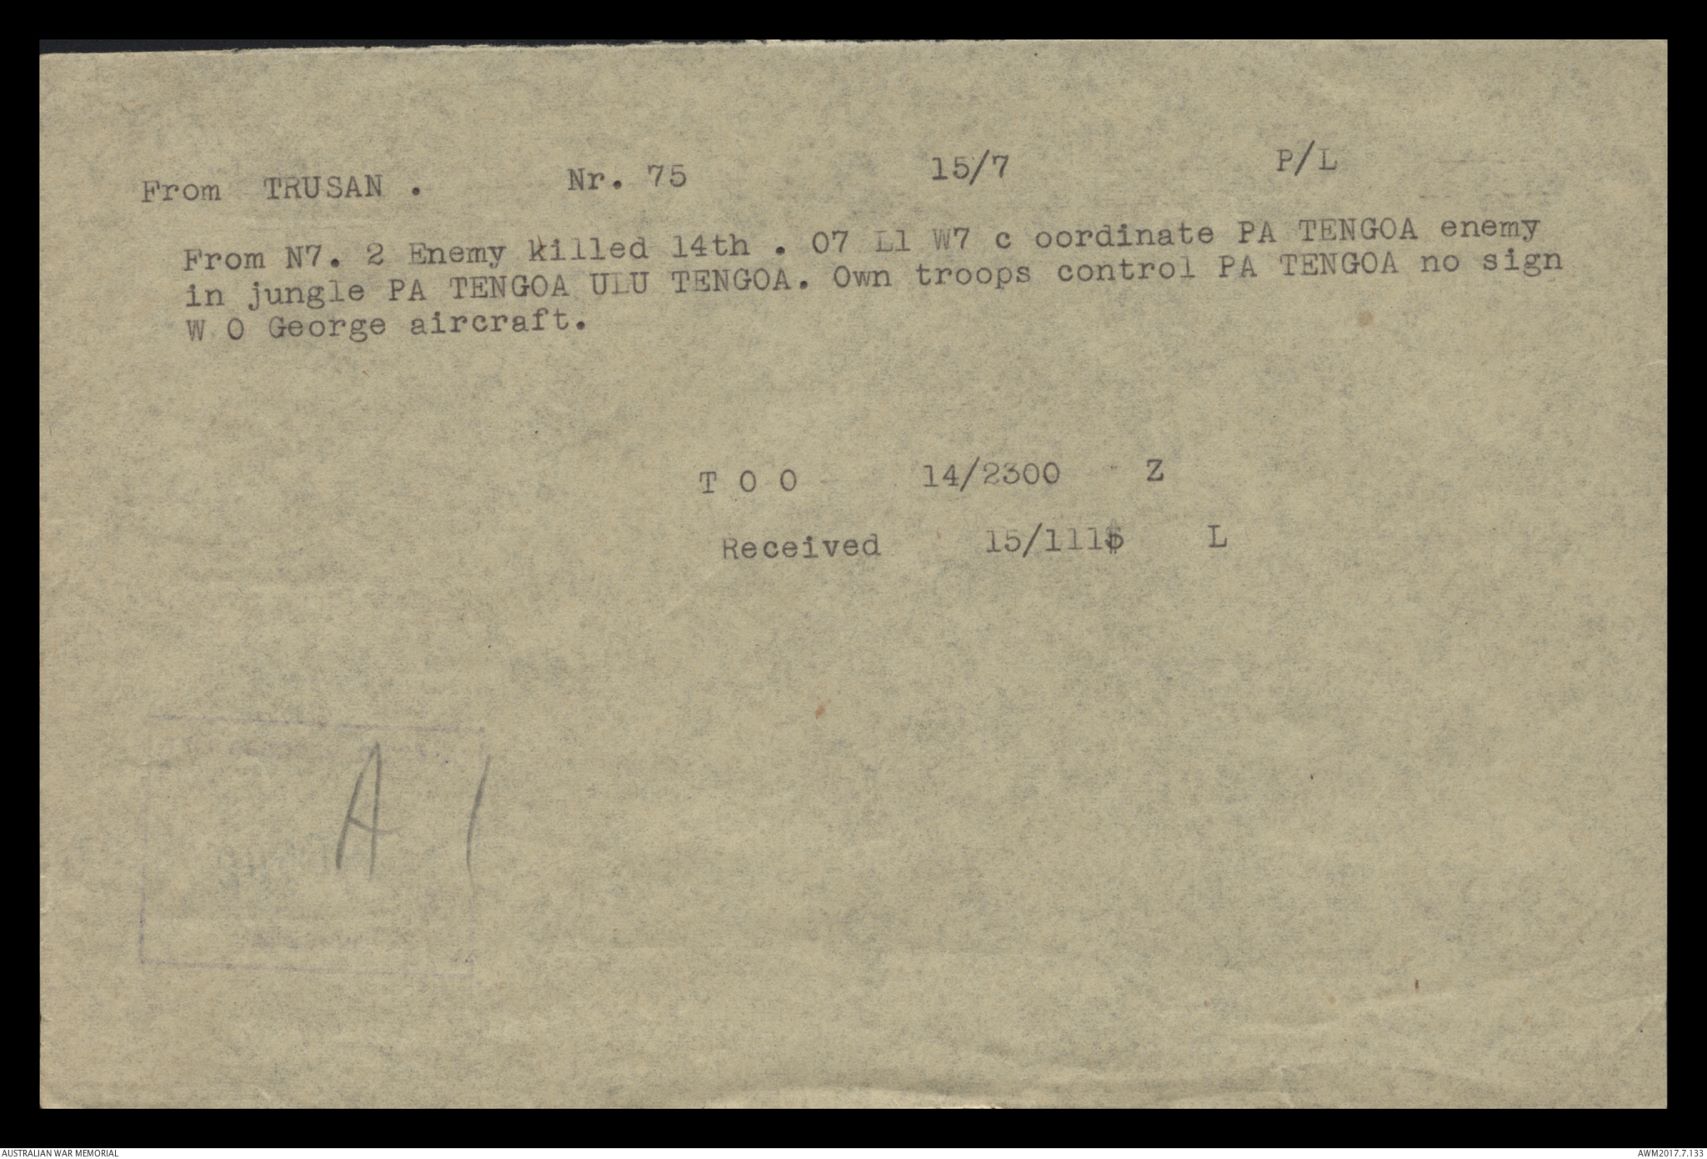 From TRUSAN . Nr. 75 15/7 P/L
From N7. 2 Enemy killed 14th . 07 L1 W7 c oordinate PA TENGOA enemy
in jungle PA TENGOA ULU TENGOA. Own troops control PA TENGOA no sign
W O George aircraft.
T O O 14/2300 Z
Received 15/111 L
A 1
AUSTRALIAN WAR MEMORIAL AWM2017.7.133